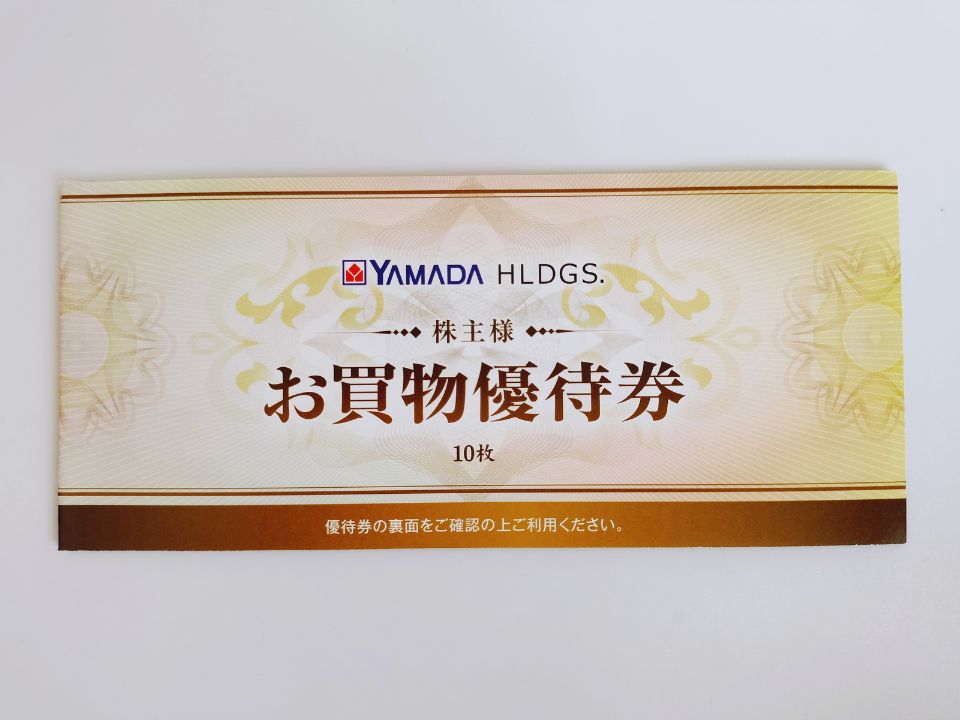 YAMADA HLDGS.
株主様
お買物優待券
10枚
優待券の裏面をご確認の上ご利用ください。